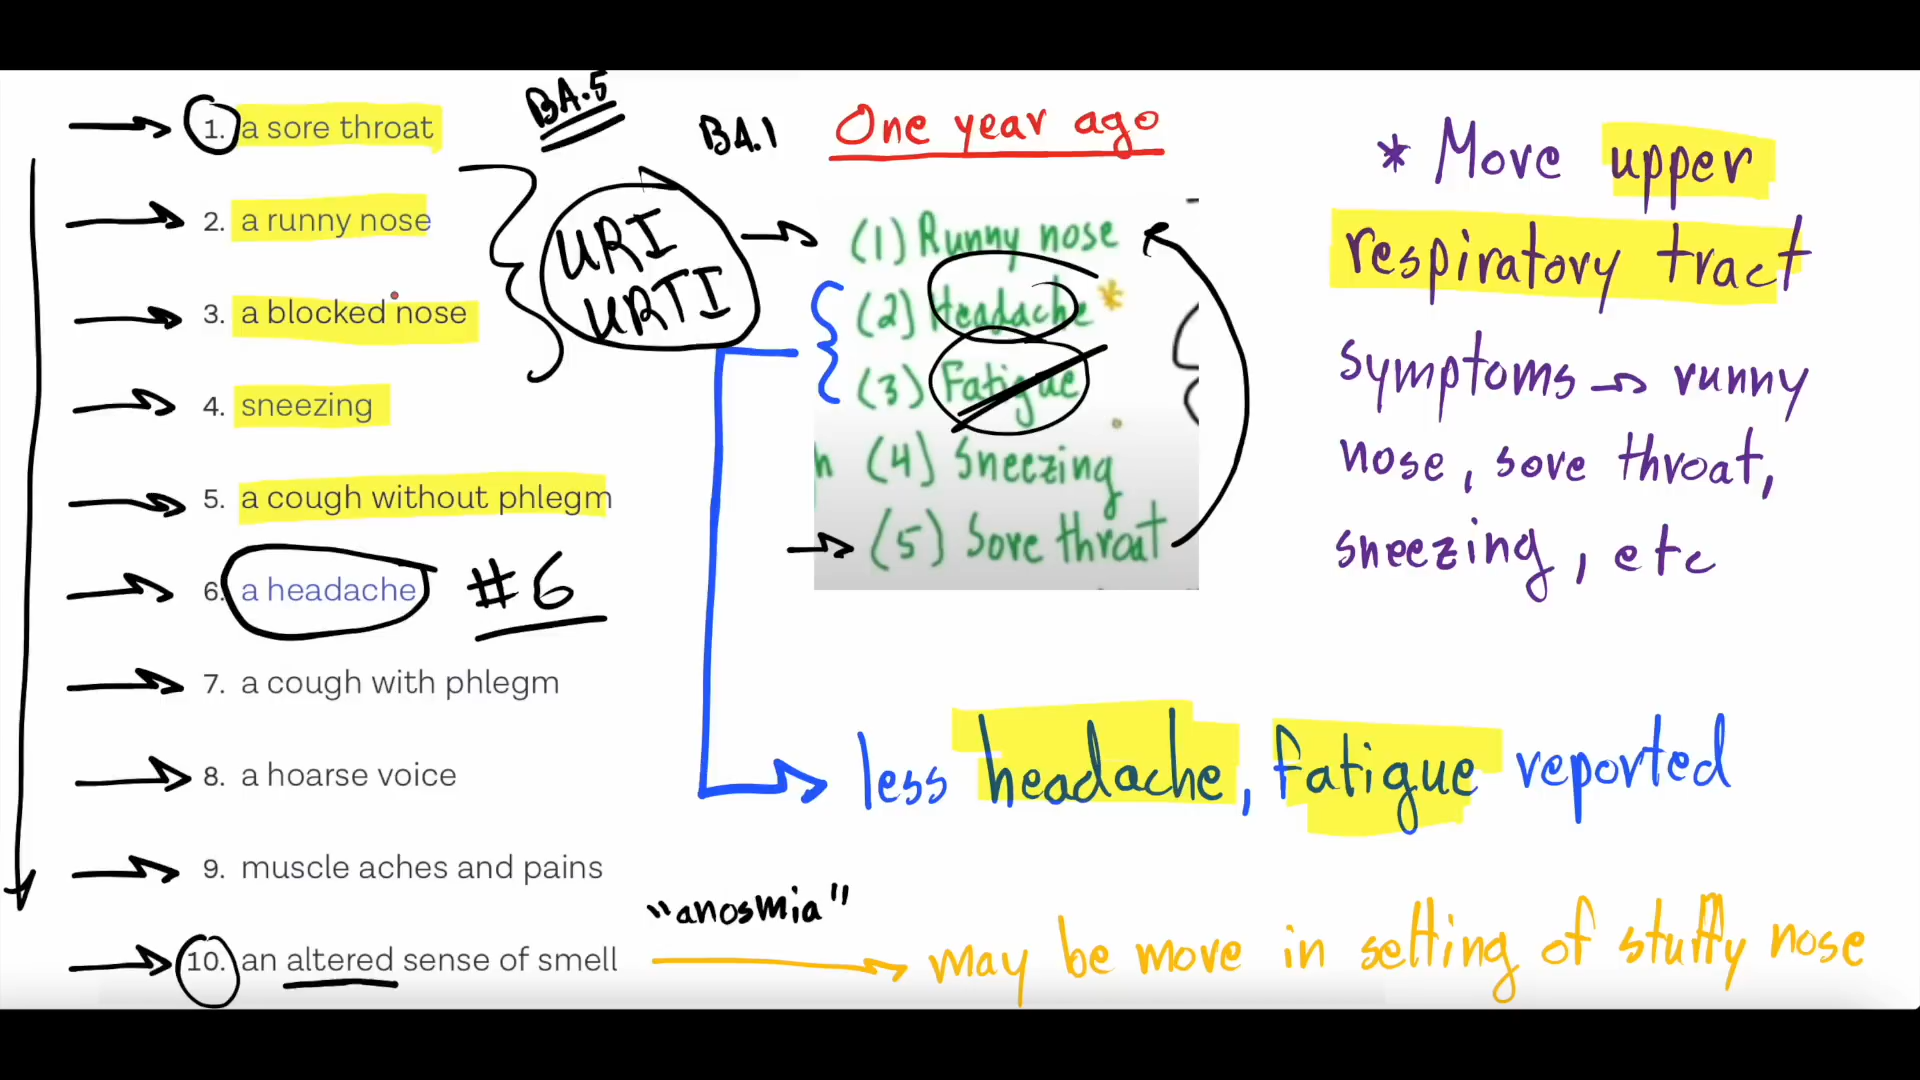 1. a sore throat
2. a runny nose
3. a blocked nose
4. sneezing
5. a cough without phlegm
6. a headache
#6
7. a cough with phlegm
8. a hoarse voice
9. muscle aches and pains
10. an altered sense of smell
BA.5
URI
URTI
BA.1
One year ago
(1) Runny nose
(2) Headache *
(3) Fatigue
h (4) Sneezing
(5) Sore throat
* More upper
respiratory tract
symptoms → runny
nose, sore throat,
sneezing, etc
less headache, fatigue reported
"anosmia"
may be more in setting of stuffy nose